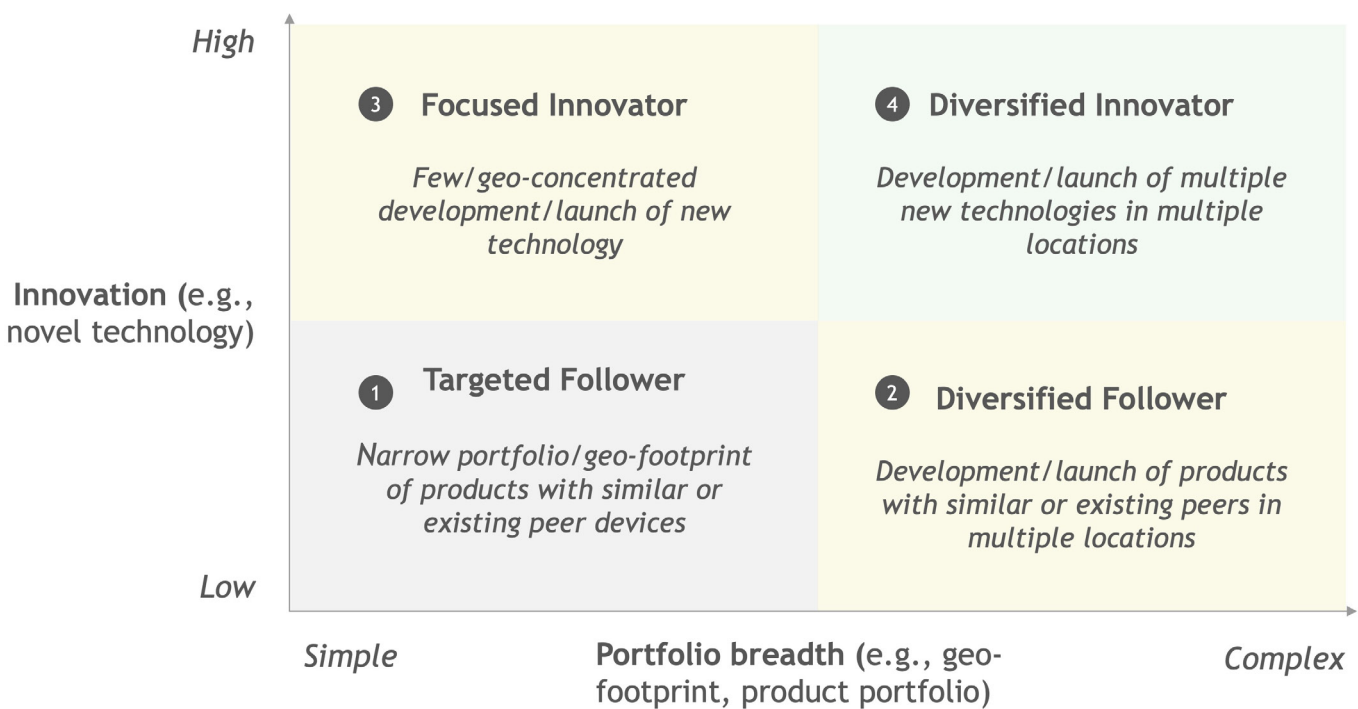 High
3 Focused Innovator
Few/geo-concentrated
development/launch of new
technology
4 Diversified Innovator
Development/launch of multiple
new technologies in multiple
locations
Innovation (e.g.,
novel technology)
1 Targeted Follower
Narrow portfolio/geo-footprint
of products with similar or
existing peer devices
2 Diversified Follower
Development/launch of products
with similar or existing peers in
multiple locations
Low
Simple
Portfolio breadth (e.g., geo-
footprint, product portfolio)
Complex